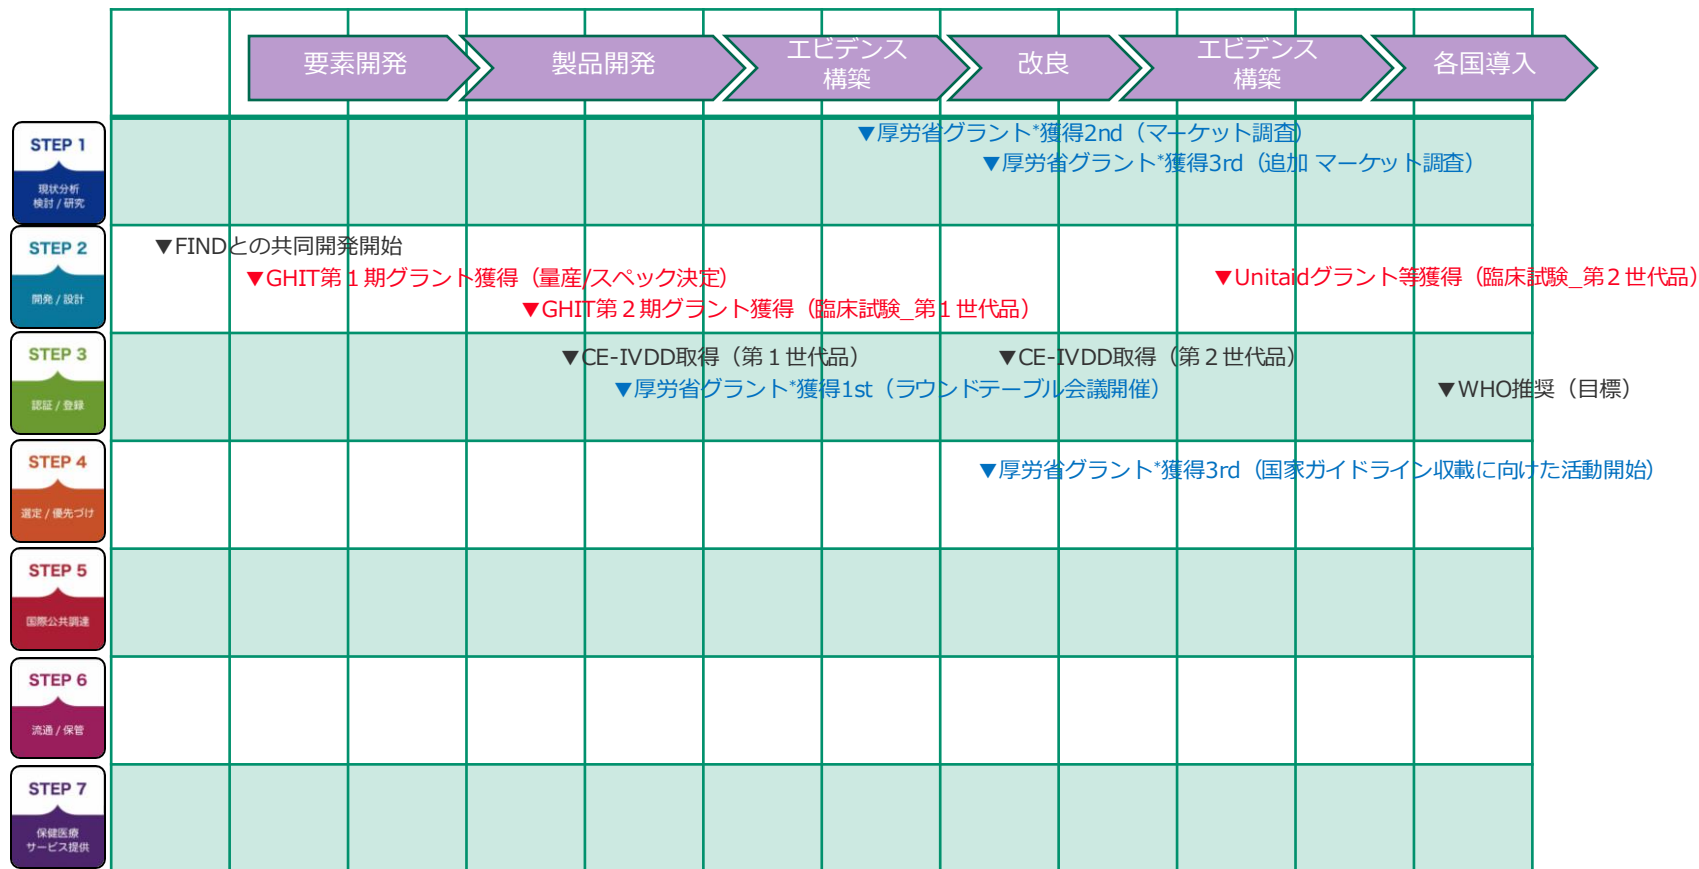 要素開発
製品開発
エビデンス
構築
改良
エビデンス
構築
各国導入
STEP 1
現状分析
検討 / 研究
▼厚労省グラント*獲得2nd（マーケット調査）
▼厚労省グラント*獲得3rd（追加 マーケット調査）
STEP 2
開発 / 設計
▼FINDとの共同開発開始
▼GHIT第１期グラント獲得（量産/スペック決定）
▼Unitaidグラント等獲得（臨床試験_第２世代品）
▼GHIT第２期グラント獲得（臨床試験_第１世代品）
STEP 3
認証 / 登録
▼CE-IVDD取得（第１世代品）
▼CE-IVDD取得（第２世代品）
▼厚労省グラント*獲得1st（ラウンドテーブル会議開催）
▼WHO推奨（目標）
STEP 4
選定 / 優先づけ
▼厚労省グラント*獲得3rd（国家ガイドライン収載に向けた活動開始）
STEP 5
国際公共調達
STEP 6
流通 / 保管
STEP 7
保健医療
サービス提供